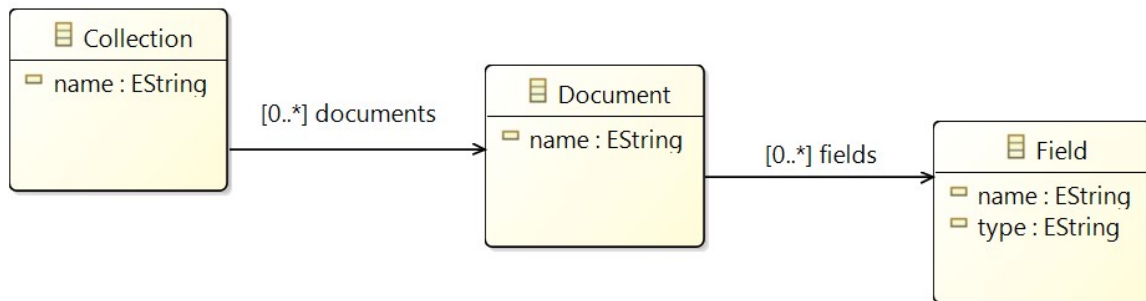 Collection
name : EString
[0..*] documents
Document
name : EString
[0..*] fields
Field
name : EString
type : EString